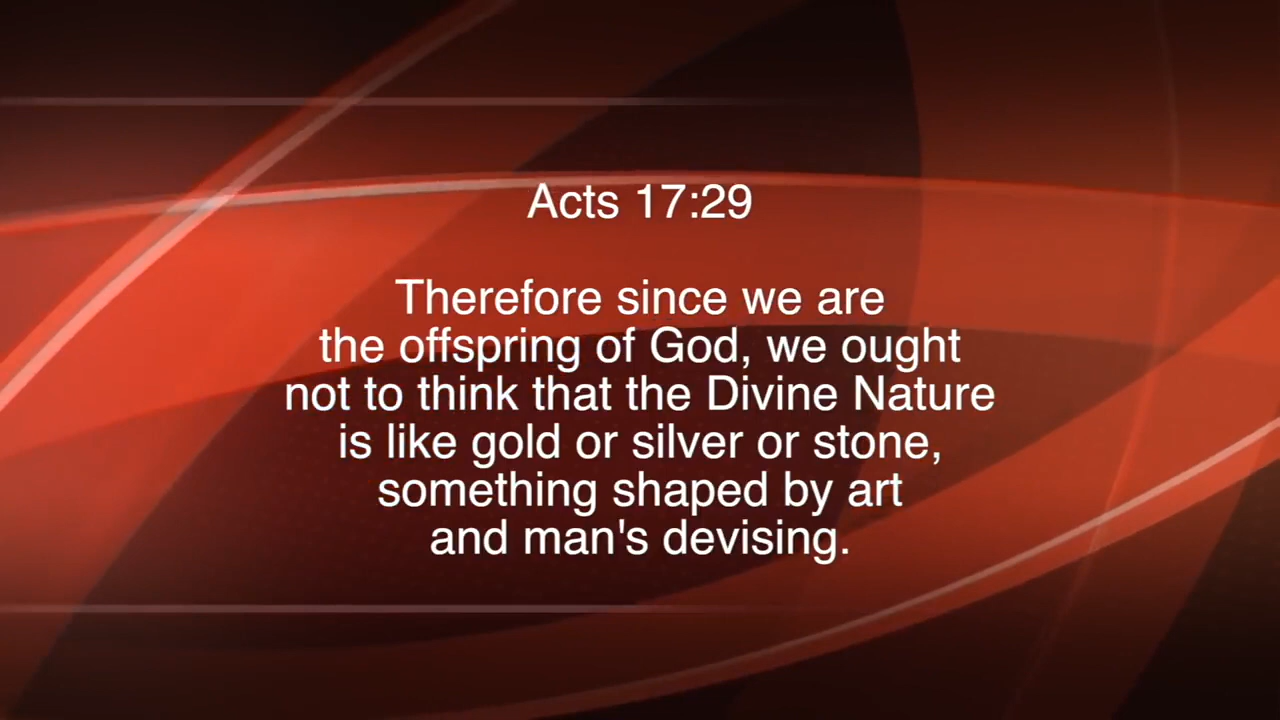 Acts 17:29
Therefore since we are
the offspring of God, we ought
not to think that the Divine Nature
is like gold or silver or stone,
something shaped by art
and man's devising.